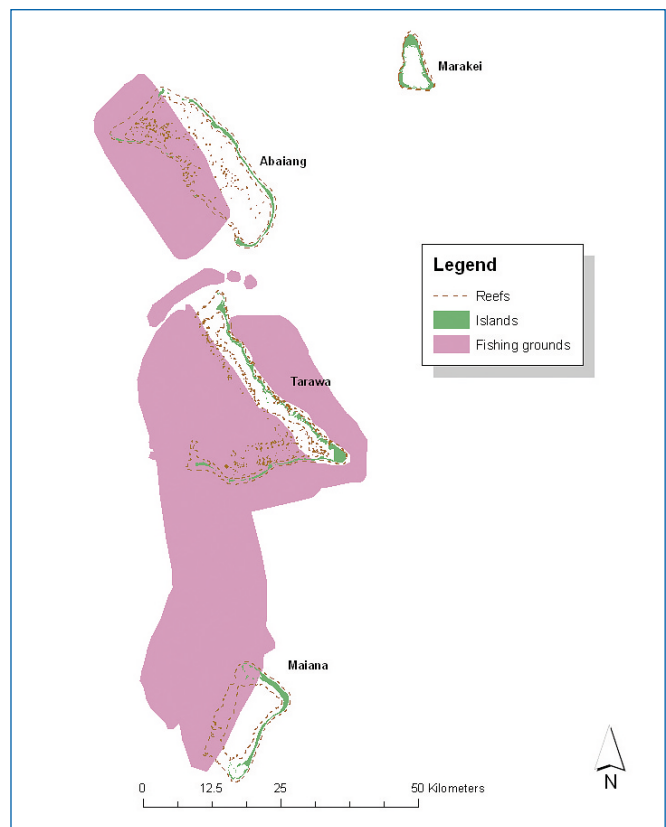 Marakei
Abaiang
Legend
Reefs
Islands
Fishing grounds
Tarawa
Maiana
0 12.5 25 50 Kilometers
N